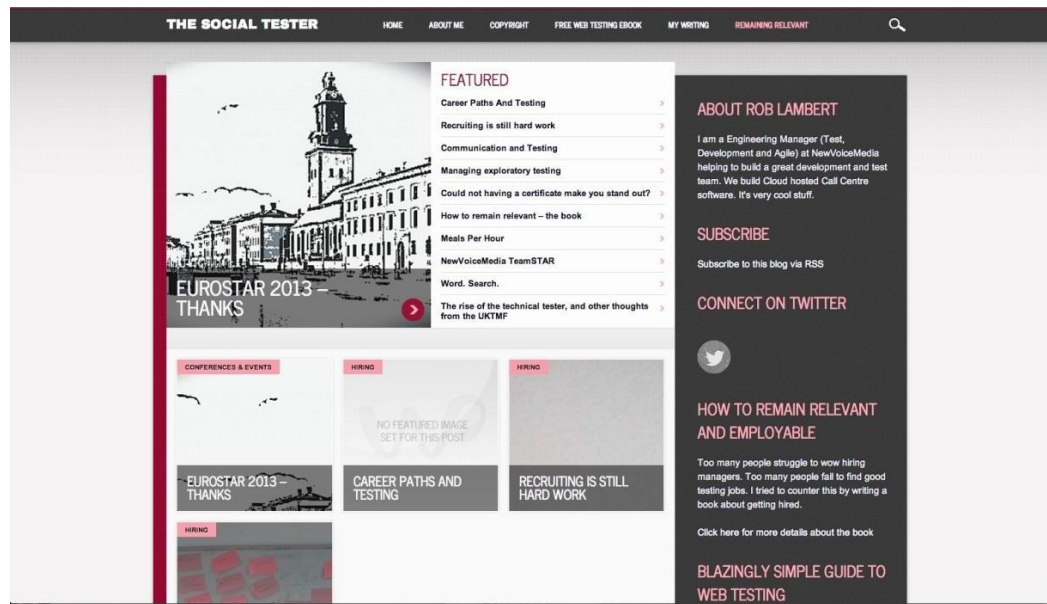 THE SOCIAL TESTER
HOME ABOUT ME COPYRIGHT FREE WEB TESTING EBOOK MY WRITING REMAINING RELEVANT
EUROSTAR 2013 –
THANKS
FEATURED
Career Paths And Testing
Recruiting is still hard work
Communication and Testing
Managing exploratory testing
Could not having a certificate make you stand out?
How to remain relevant – the book
Meals Per Hour
NewVoiceMedia TeamSTAR
Word. Search.
The rise of the technical tester, and other thoughts
from the UKTMF
CONFERENCES & EVENTS
EUROSTAR 2013 –
THANKS
HIRING
NO FEATURED IMAGE
SET FOR THIS POST
CAREER PATHS AND
TESTING
HIRING
RECRUITING IS STILL
HARD WORK
HIRING
ABOUT ROB LAMBERT
I am a Engineering Manager (Test,
Development and Agile) at NewVoiceMedia
helping to build a great development and test
team. We build Cloud hosted Call Centre
software. It's very cool stuff.
SUBSCRIBE
Subscribe to this blog via RSS
CONNECT ON TWITTER
HOW TO REMAIN RELEVANT
AND EMPLOYABLE
Too many people struggle to wow hiring
managers. Too many people fail to find good
testing jobs. I tried to counter this by writing a
book about getting hired.
Click here for more details about the book
BLAZINGLY SIMPLE GUIDE TO
WEB TESTING